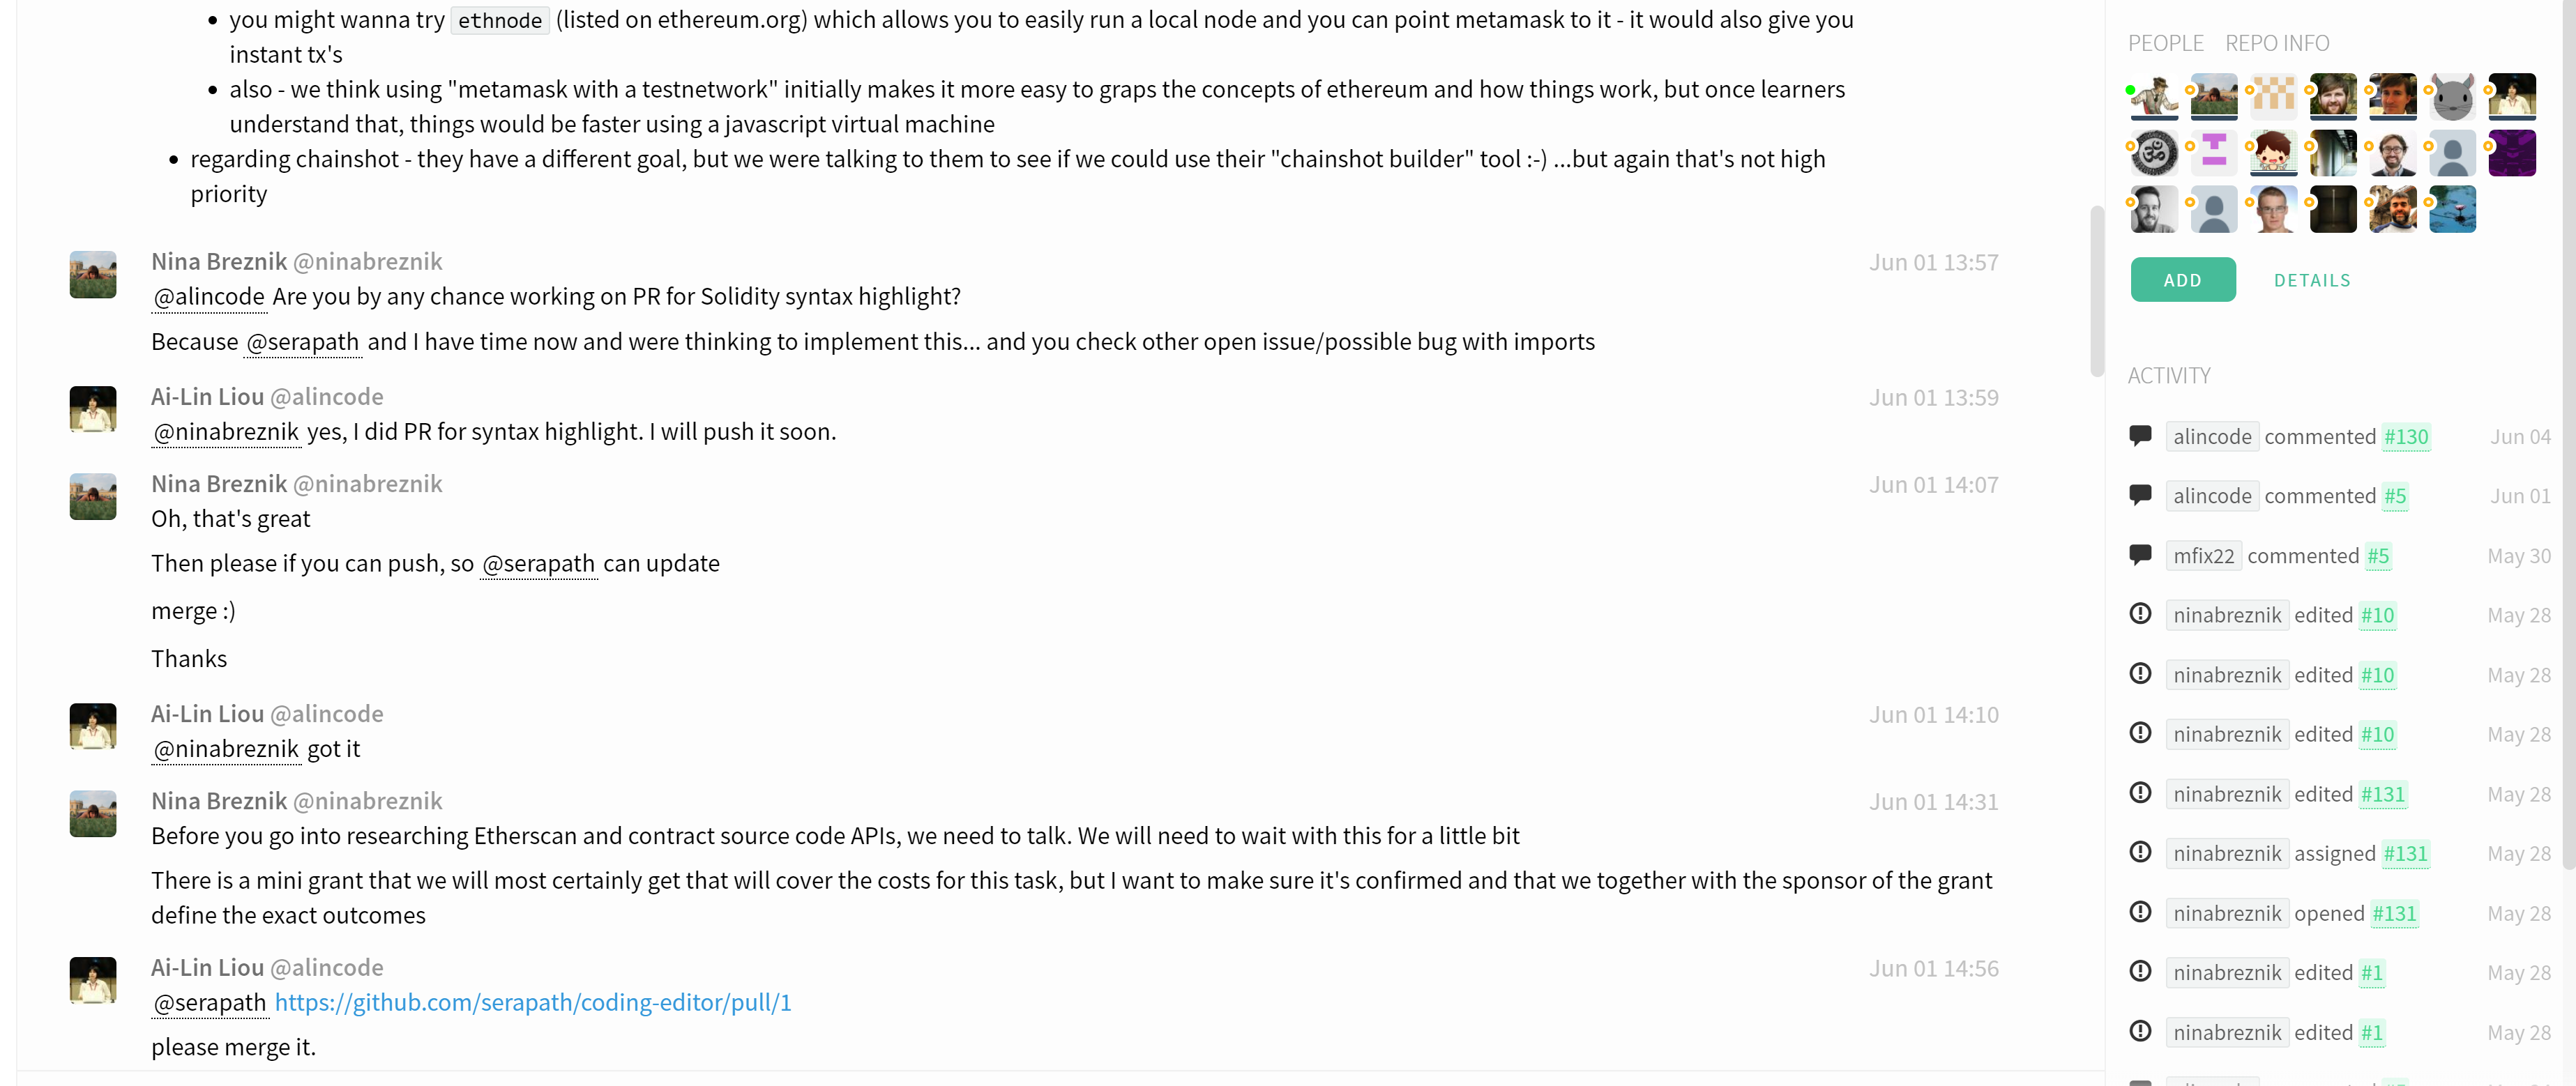 you might wanna try ethnode (listed on ethereum.org) which allows you to easily run a local node and you can point metamask to it - it would also give you
instant tx's
also - we think using "metamask with a testnetwork" initially makes it more easy to graps the concepts of ethereum and how things work, but once learners
understand that, things would be faster using a javascript virtual machine
regarding chainshot - they have a different goal, but we were talking to them to see if we could use their "chainshot builder" tool :-) ...but again that's not high
priority
Nina Breznik @ninabreznik Jun 01 13:57
@alincode Are you by any chance working on PR for Solidity syntax highlight?
Because @serapath and I have time now and were thinking to implement this... and you check other open issue/possible bug with imports
Ai-Lin Liou @alincode Jun 01 13:59
@ninabreznik yes, I did PR for syntax highlight. I will push it soon.
Nina Breznik @ninabreznik Jun 01 14:07
Oh, that's great
Then please if you can push, so @serapath can update
merge :)
Thanks
Ai-Lin Liou @alincode Jun 01 14:10
@ninabreznik got it
Nina Breznik @ninabreznik Jun 01 14:31
Before you go into researching Etherscan and contract source code APIs, we need to talk. We will need to wait with this for a little bit
There is a mini grant that we will most certainly get that will cover the costs for this task, but I want to make sure it's confirmed and that we together with the sponsor of the grant
define the exact outcomes
Ai-Lin Liou @alincode Jun 01 14:56
@serapath https://github.com/serapath/coding-editor/pull/1
please merge it.
PEOPLE REPO INFO
ADD DETAILS
ACTIVITY
alincode commented #130 Jun 04
alincode commented #5 Jun 01
mfix22 commented #5 May 30
ninabreznik edited #10 May 28
ninabreznik edited #10 May 28
ninabreznik edited #10 May 28
ninabreznik edited #131 May 28
ninabreznik assigned #131 May 28
ninabreznik opened #131 May 28
ninabreznik edited #1 May 28
ninabreznik edited #1 May 28